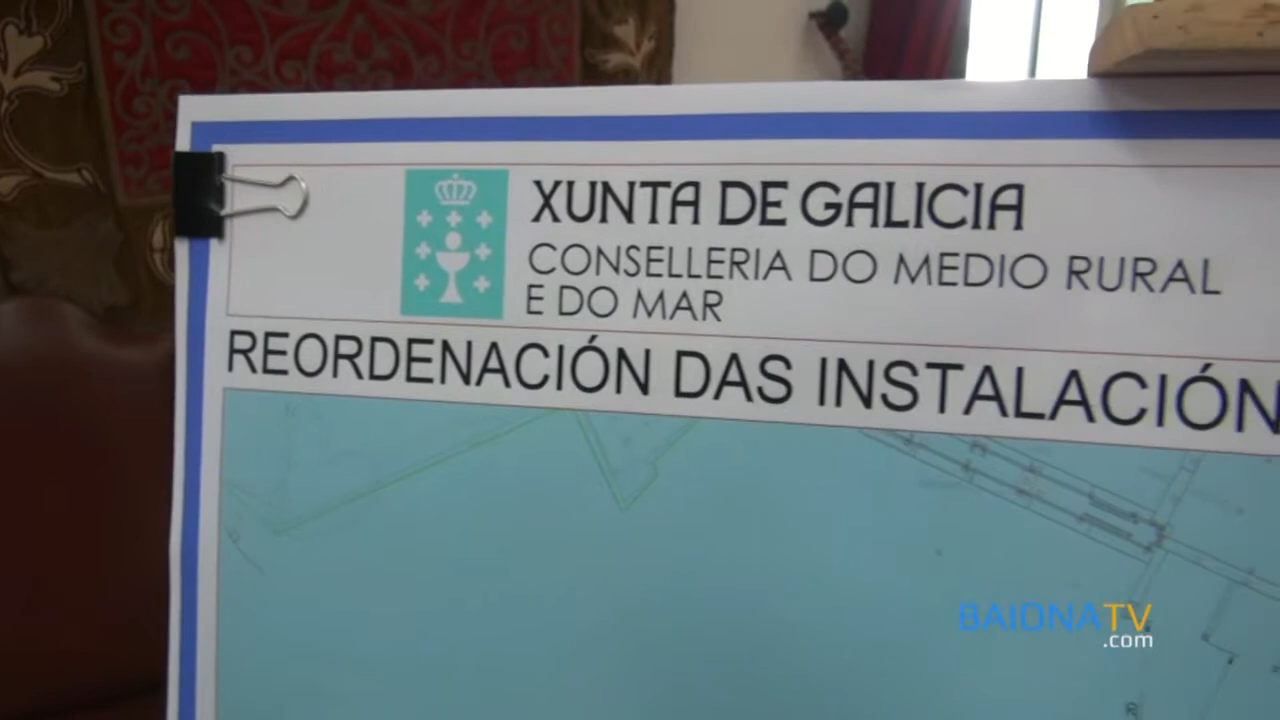 XUNTA DE GALICIA
CONSELLERIA DO MEDIO RURAL
E DO MAR
REORDENACIÓN DAS INSTALACIÓN
BAIONATV
.com